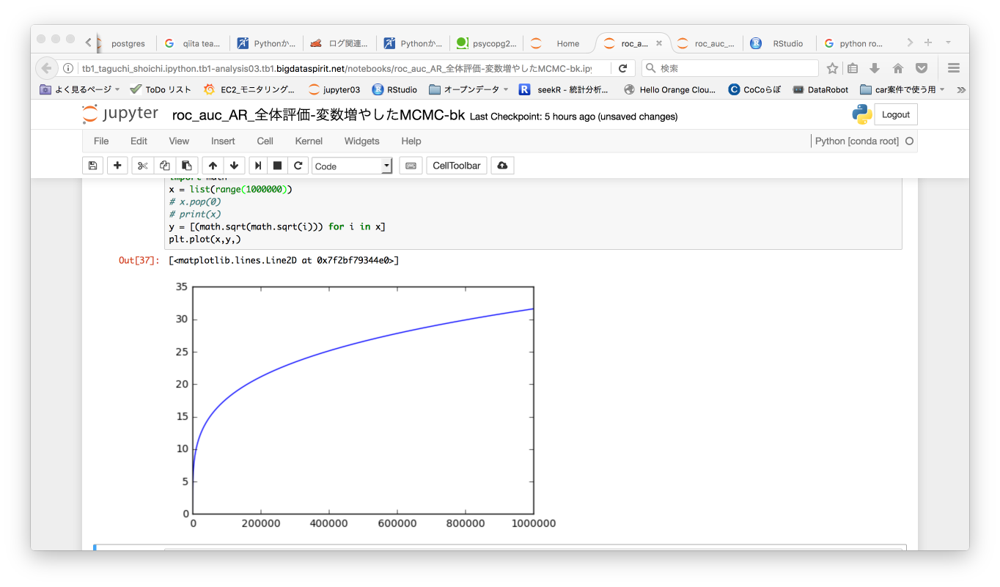 postgres
qiita tea...
Pythonか...
ログ関連...
Pythonか...
psycopg2...
Home
roc_a...
roc_auc_...
RStudio
python ro...
tb1_taguchi_shoichi.ipython.tb1-analysis03.tb1.bigdataspirit.net/notebooks/roc_auc_AR_全体評価-変数増やしたMCMC-bk.ipy
検索
よく見るページ
ToDo リスト
EC2_モニタリング...
jupyter03
RStudio
オープンデータ
seekR - 統計分析...
Hello Orange Clou...
CoCoらぼ
DataRobot
car案件で使う用
jupyter roc_auc_AR_全体評価-変数増やしたMCMC-bk Last Checkpoint: 5 hours ago (unsaved changes)
Logout
File Edit View Insert Cell Kernel Widgets Help
Python [conda root]
Code
CellToolbar
import math
x = list(range(1000000))
# x.pop(0)
# print(x)
y = [(math.sqrt(math.sqrt(i))) for i in x]
plt.plot(x,y,)
Out[37]: [<matplotlib.lines.Line2D at 0x7f2bf79344e0>]
35
30
25
20
15
10
5
0
0 200000 400000 600000 800000 1000000